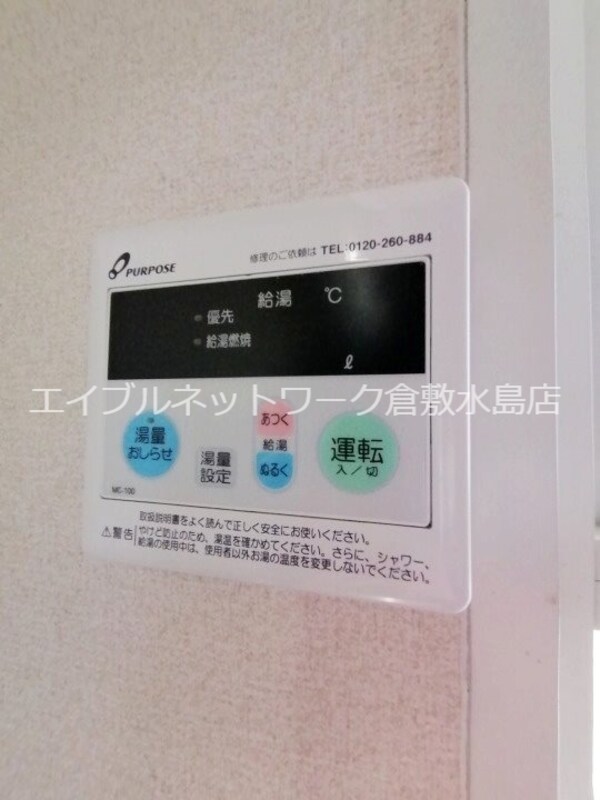 PURPOSE
修理のご依頼は TEL:0120-260-884
給湯 ℃
優先
給湯燃焼
ℓ
エイブルネットワーク倉敷水島店
湯量
おしらせ
湯量
設定
あつく
給湯
ぬるく
運転
入/切
MC-100
取扱説明書をよく読んで正しく安全にお使いください。
⚠警告 やけど防止のため、湯温を確かめてください。さらに、シャワー、
給湯の使用中は、使用者以外お湯の温度を変更しないでください。